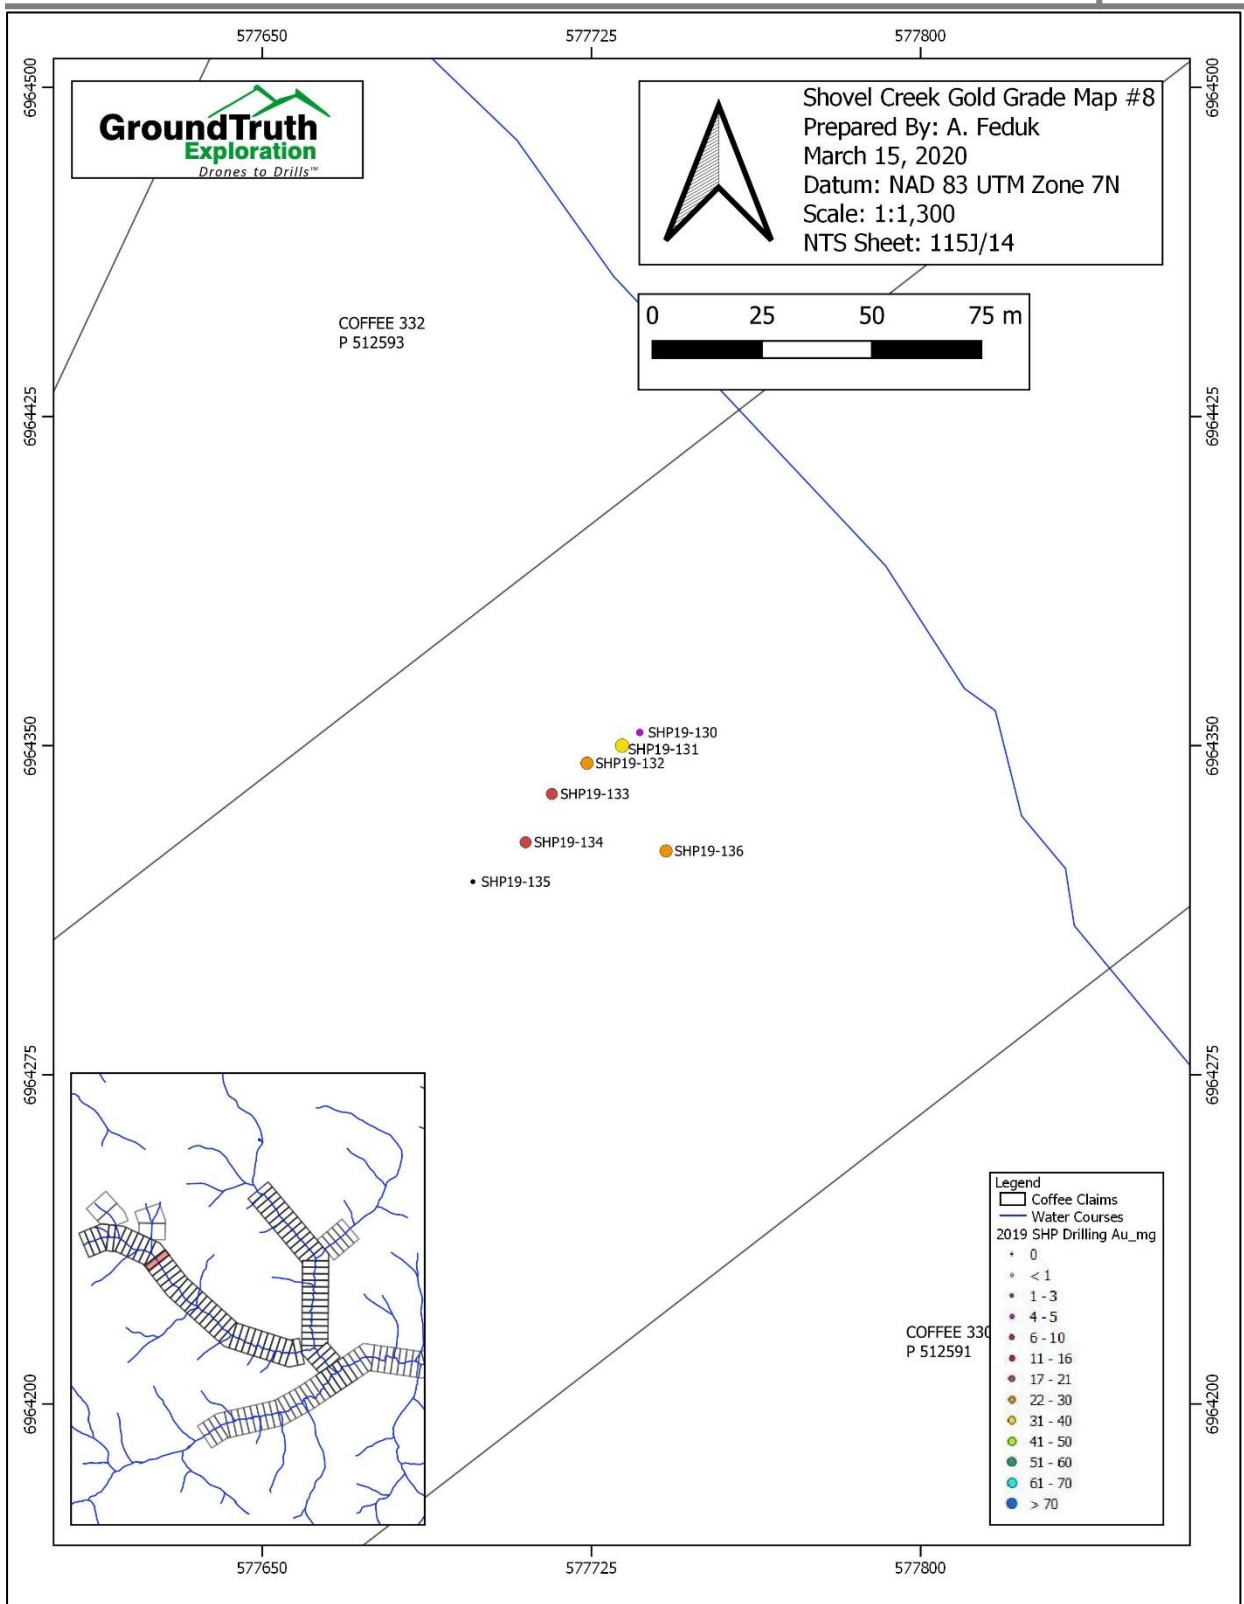 577650
577725
577800
6964500
6964500
GroundTruth
Exploration
Drones to Drills™
Shovel Creek Gold Grade Map #8
Prepared By: A. Feduk
March 15, 2020
Datum: NAD 83 UTM Zone 7N
Scale: 1:1,300
NTS Sheet: 115J/14
0 25 50 75 m
COFFEE 332
P 512593
6964425
6964425
SHP19-130
SHP19-131
SHP19-132
6964350
6964350
SHP19-133
SHP19-134
SHP19-136
SHP19-135
6964275
6964275
COFFEE 330
P 512591
Legend
Coffee Claims
Water Courses
2019 SHP Drilling Au_mg
0
< 1
1 - 3
4 - 5
6 - 10
11 - 16
17 - 21
22 - 30
31 - 40
41 - 50
51 - 60
61 - 70
> 70
6964200
6964200
577650
577725
577800